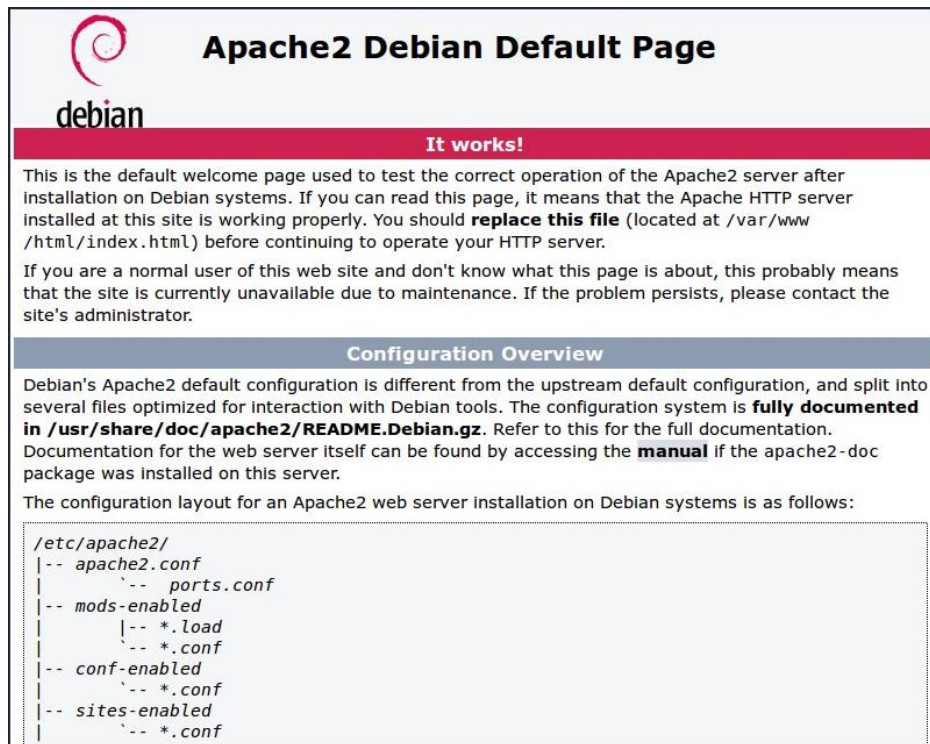 debian
Apache2 Debian Default Page
It works!
This is the default welcome page used to test the correct operation of the Apache2 server after
installation on Debian systems. If you can read this page, it means that the Apache HTTP server
installed at this site is working properly. You should replace this file (located at /var/www
/html/index.html) before continuing to operate your HTTP server.
If you are a normal user of this web site and don't know what this page is about, this probably means
that the site is currently unavailable due to maintenance. If the problem persists, please contact the
site's administrator.
Configuration Overview
Debian's Apache2 default configuration is different from the upstream default configuration, and split into
several files optimized for interaction with Debian tools. The configuration system is fully documented
in /usr/share/doc/apache2/README.Debian.gz. Refer to this for the full documentation.
Documentation for the web server itself can be found by accessing the manual if the apache2-doc
package was installed on this server.
The configuration layout for an Apache2 web server installation on Debian systems is as follows:
/etc/apache2/
|-- apache2.conf
|       `--  ports.conf
|-- mods-enabled
|       |-- *.load
|       `-- *.conf
|-- conf-enabled
|       `-- *.conf
|-- sites-enabled
|       `-- *.conf